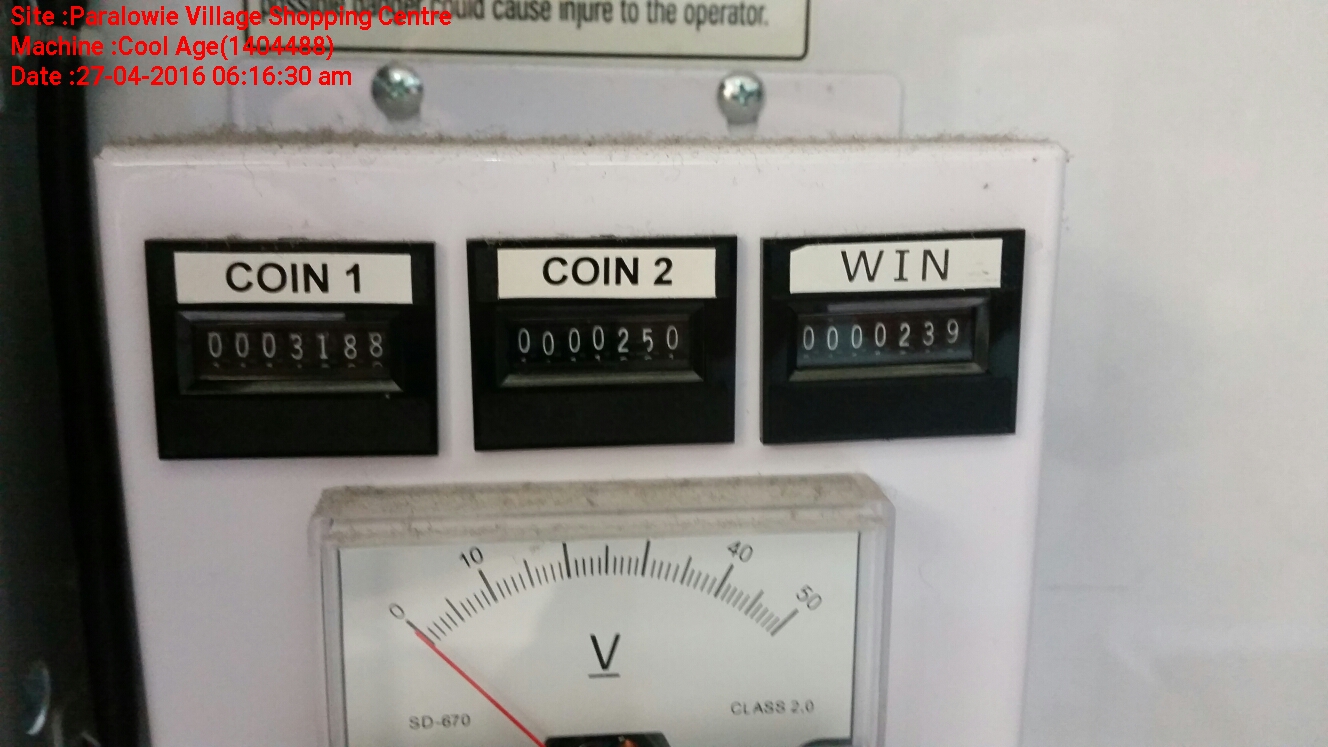 Site :Paralowie Village Shopping Centre
Machine :Cool Age(1404488)
Date :27-04-2016 06:16:30 am
could cause injure to the operator.
COIN 1
COIN 2
WIN
0003188
0000250
0000239
0
10
40
50
V
SD-670
CLASS 2.0